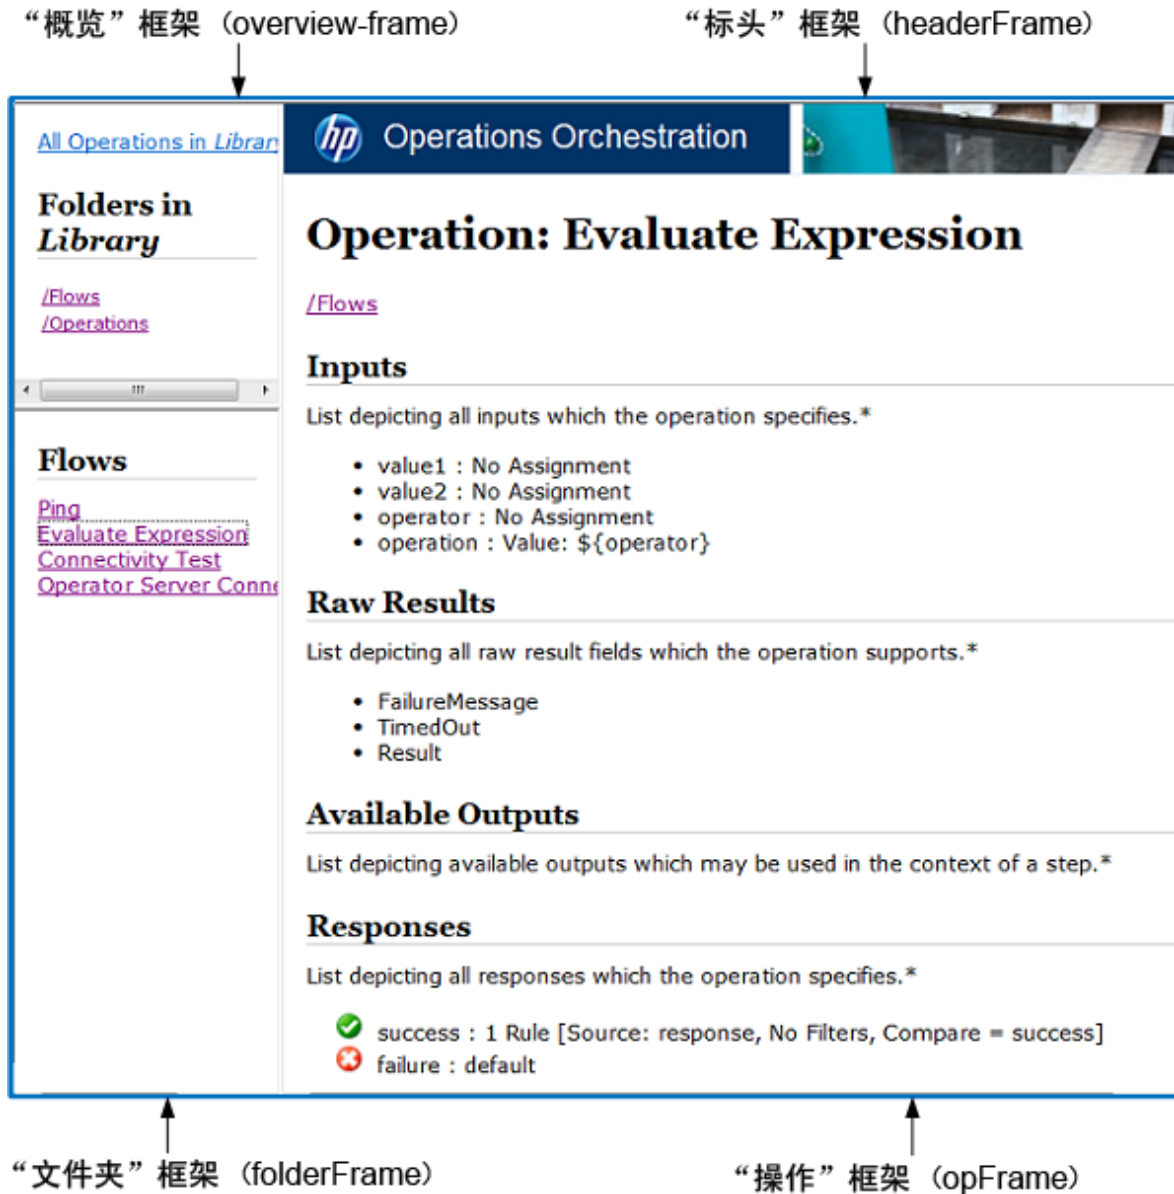 “概览”框架 (overview-frame)
“标头”框架 (headerFrame)
All Operations in Library
hp Operations Orchestration
Folders in
Library
/Flows
/Operations
Flows
Ping
Evaluate Expression
Connectivity Test
Operator Server Conne
Operation: Evaluate Expression
/Flows
Inputs
List depicting all inputs which the operation specifies.*
• value1 : No Assignment
• value2 : No Assignment
• operator : No Assignment
• operation : Value: ${operator}
Raw Results
List depicting all raw result fields which the operation supports.*
• FailureMessage
• TimedOut
• Result
Available Outputs
List depicting available outputs which may be used in the context of a step.*
Responses
List depicting all responses which the operation specifies.*
success : 1 Rule [Source: response, No Filters, Compare = success]
failure : default
“文件夹”框架 (folderFrame)
“操作”框架 (opFrame)